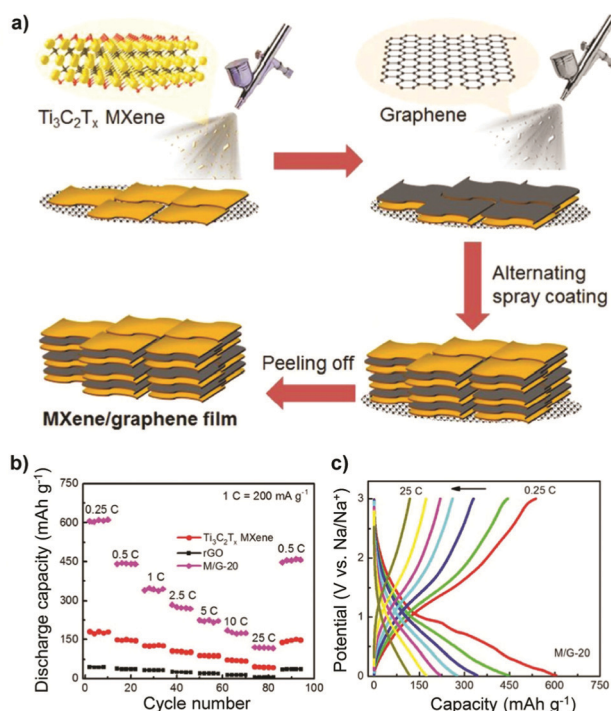 a)
Ti₃C₂Tₓ MXene
Graphene
Alternating
spray coating
Peeling off
MXene/graphene film
b)
Discharge capacity (mAh g⁻¹)
750
600
450
300
150
0
0.25 C
0.5 C
1 C
2.5 C
5 C
10 C
25 C
0.5 C
1 C = 200 mA g⁻¹
Ti₃C₂Tₓ MXene
rGO
M/G-20
0 20 40 60 80 100
Cycle number
c)
Potential (V vs. Na/Na⁺)
3
2
1
0
25 C
0.25 C
M/G-20
0 150 300 450 600 750
Capacity (mAh g⁻¹)